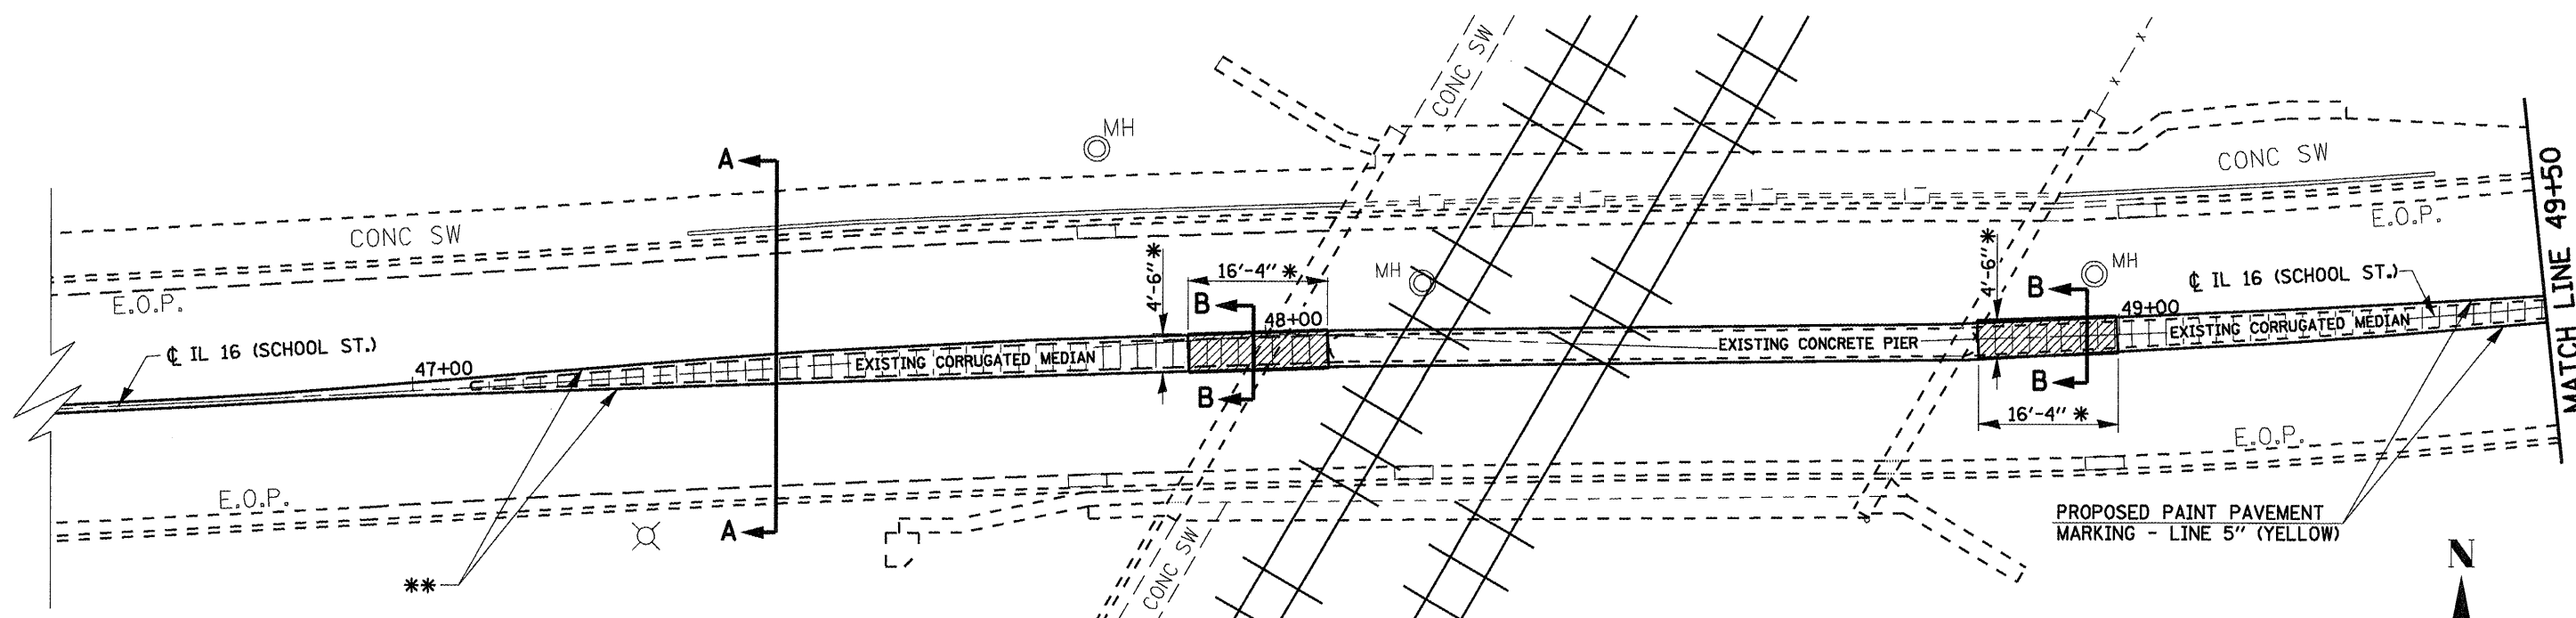 CONC SW
MH
A
CONC SW
CONC SW
E.O.P.
E.O.P.
4'-6" *
16'-4" *
MH
4'-6" *
MH
℄ IL 16 (SCHOOL ST.)
B
48+00
B
49+00
MATCH LINE 49+50
℄ IL 16 (SCHOOL ST.)
47+00
EXISTING CORRUGATED MEDIAN
EXISTING CONCRETE PIER
EXISTING CORRUGATED MEDIAN
B
B
16'-4" *
E.O.P.
E.O.P.
A
**
CONC SW
PROPOSED PAINT PAVEMENT
MARKING - LINE 5" (YELLOW)
N
x
x